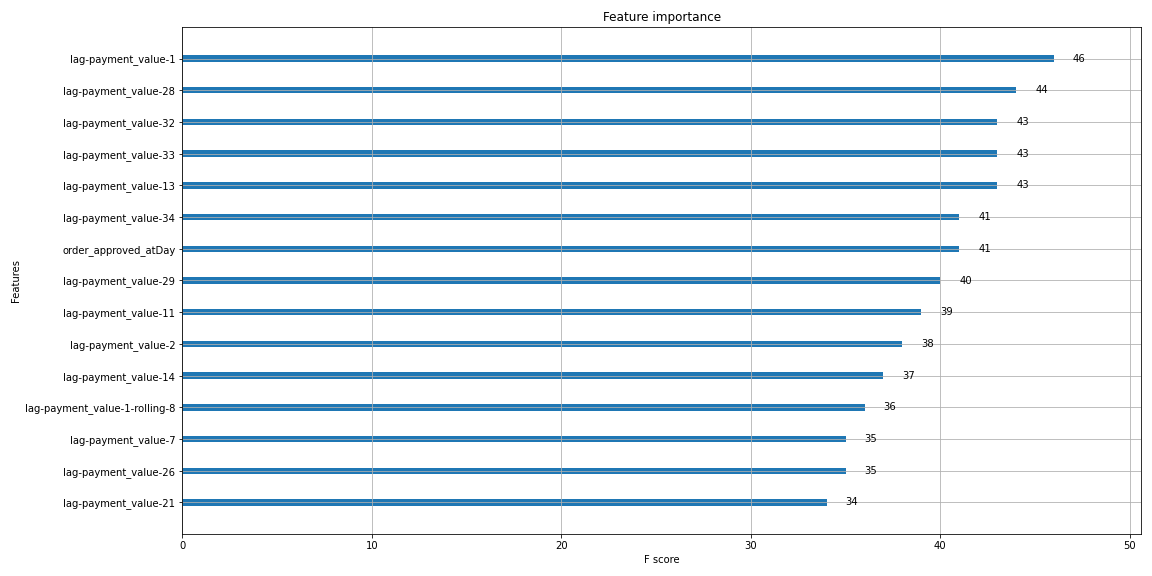 Feature importance
lag-payment_value-1 46
lag-payment_value-28 44
lag-payment_value-32 43
lag-payment_value-33 43
lag-payment_value-13 43
lag-payment_value-34 41
order_approved_atDay 41
lag-payment_value-29 40
lag-payment_value-11 39
lag-payment_value-2 38
lag-payment_value-14 37
lag-payment_value-1-rolling-8 36
lag-payment_value-7 35
lag-payment_value-26 35
lag-payment_value-21 34
Features
0 10 20 30 40 50
F score